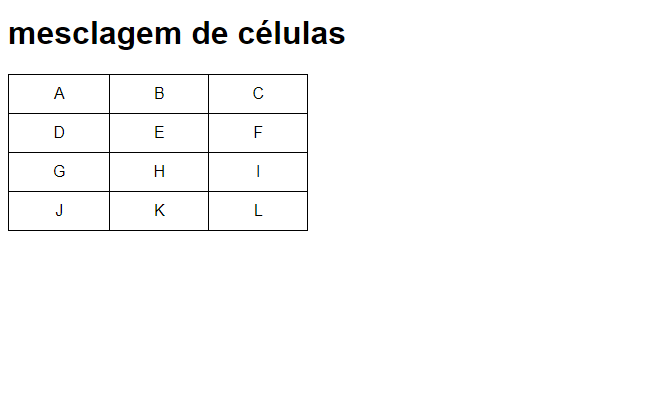 mesclagem de células
A B C
D E F
G H I
J K L